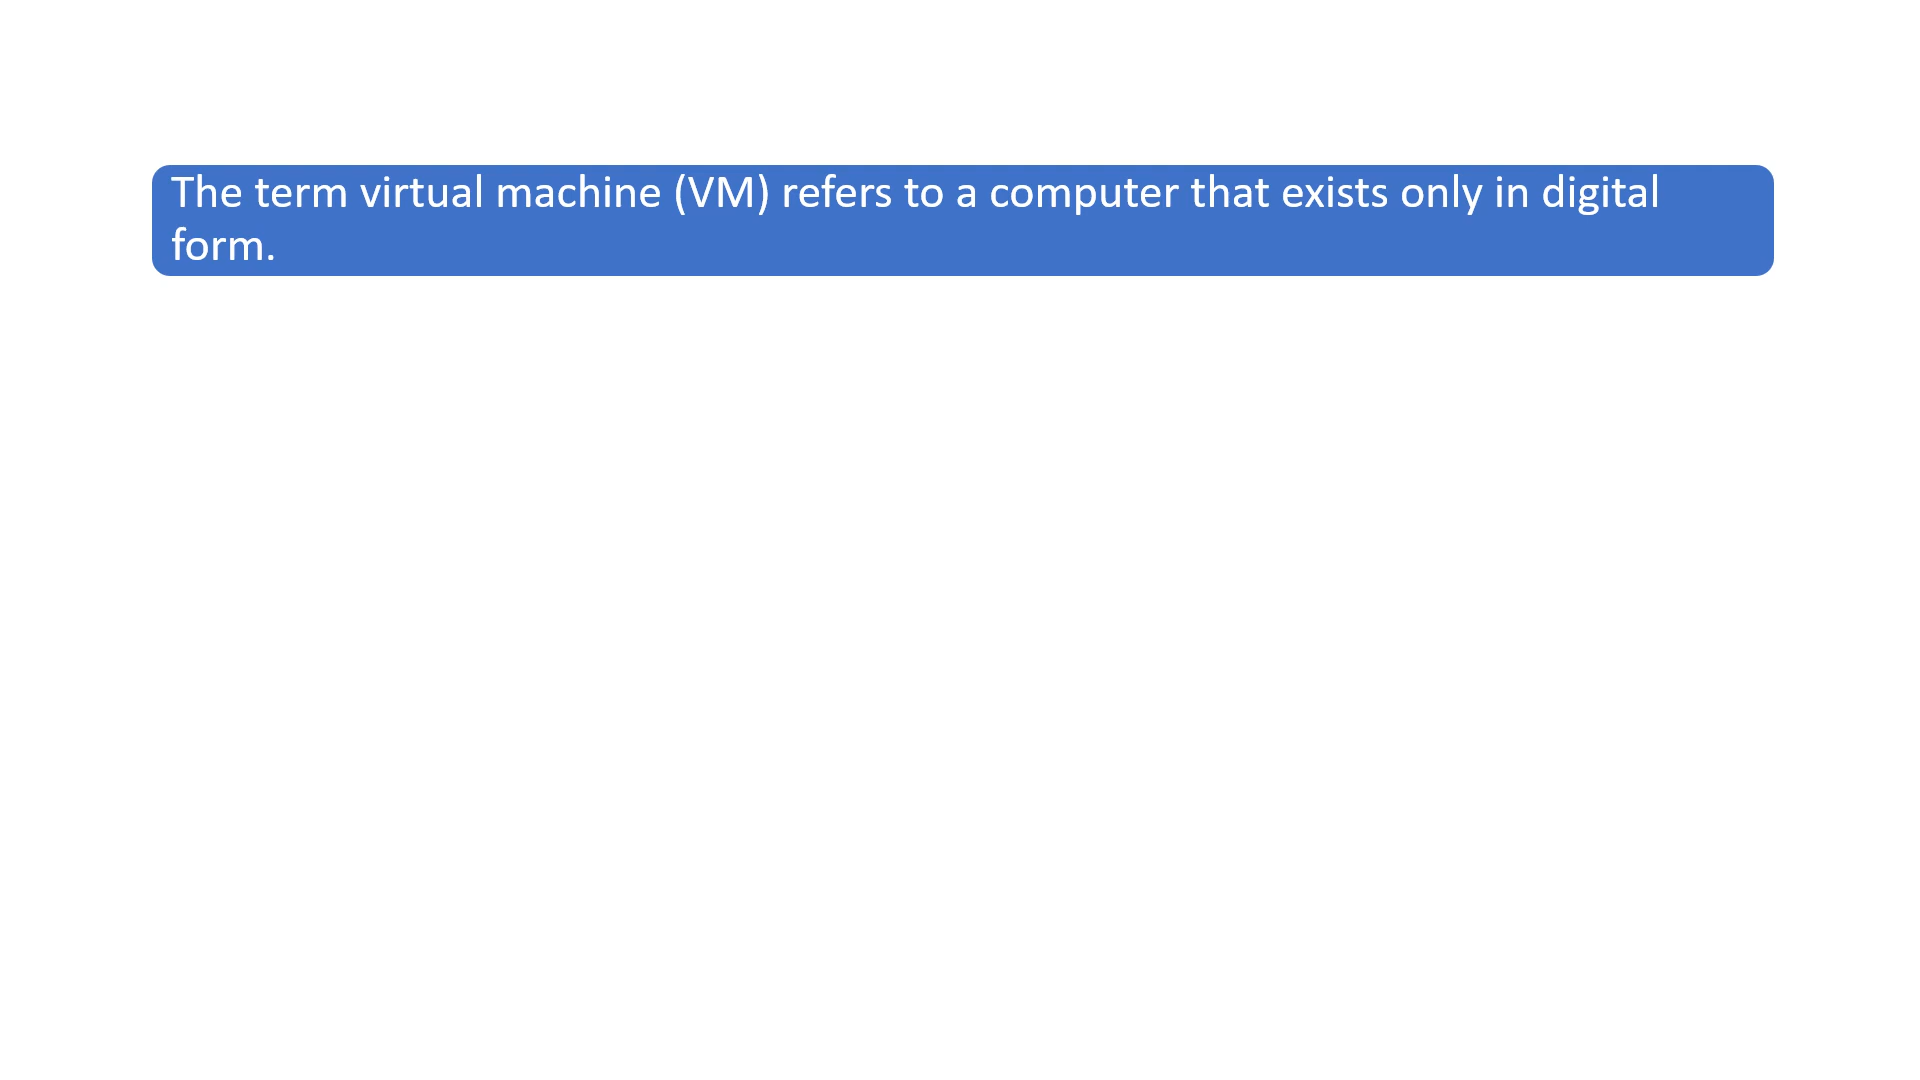 The term virtual machine (VM) refers to a computer that exists only in digital
form.